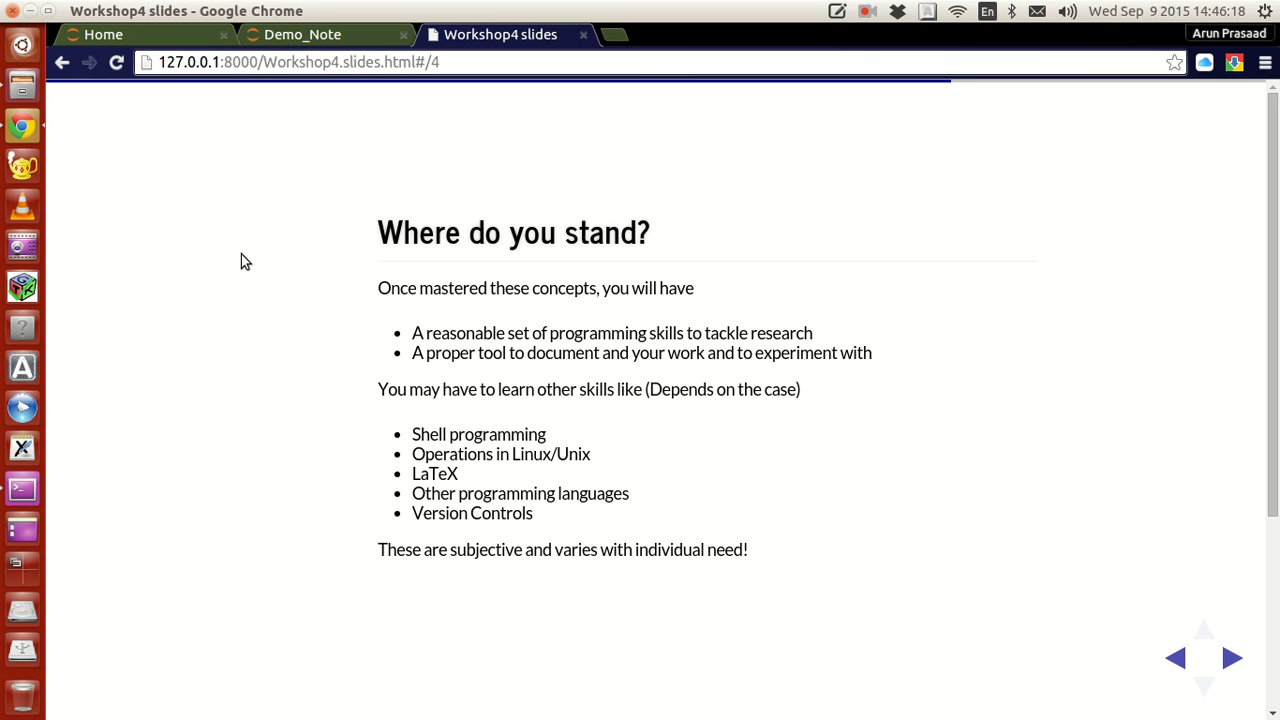 Workshop4 slides - Google Chrome
En
Wed Sep 9 2015 14:46:18
Home
Demo_Note
Workshop4 slides
Arun Prasaad
127.0.0.1:8000/Workshop4.slides.html#/4
Where do you stand?
Once mastered these concepts, you will have
• A reasonable set of programming skills to tackle research
• A proper tool to document and your work and to experiment with
You may have to learn other skills like (Depends on the case)
• Shell programming
• Operations in Linux/Unix
• LaTeX
• Other programming languages
• Version Controls
These are subjective and varies with individual need!